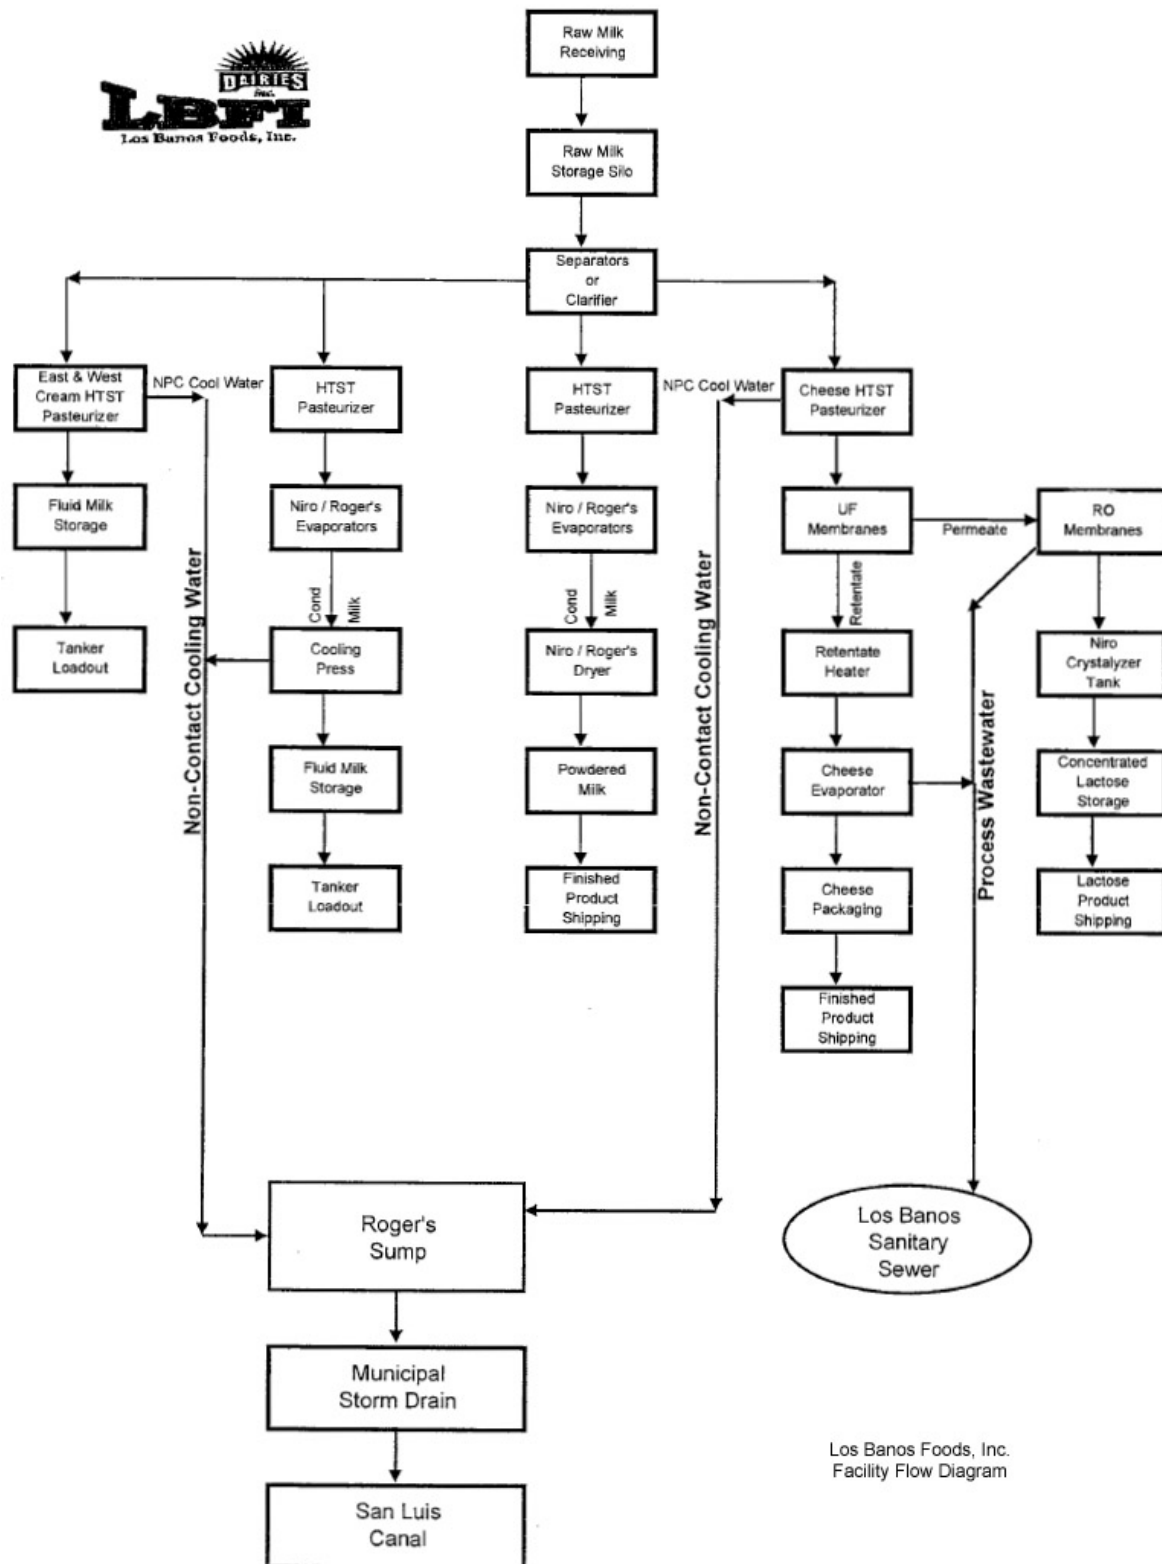 DAIRIES
inc.
LBFI
Los Banos Foods, Inc.
Raw Milk
Receiving
Raw Milk
Storage Silo
Separators
or
Clarifier
East & West
Cream HTST
Pasteurizer
NPC Cool Water
HTST
Pasteurizer
HTST
Pasteurizer
NPC Cool Water
Cheese HTST
Pasteurizer
Fluid Milk
Storage
Niro / Roger's
Evaporators
Niro / Roger's
Evaporators
UF
Membranes
Permeate
RO
Membranes
Cond
Milk
Cond
Milk
Retentate
Tanker
Loadout
Non-Contact Cooling Water
Cooling
Press
Niro / Roger's
Dryer
Non-Contact Cooling Water
Retentate
Heater
Niro
Crystalyzer
Tank
Fluid Milk
Storage
Powdered
Milk
Cheese
Evaporator
Process Wastewater
Concentrated
Lactose
Storage
Tanker
Loadout
Finished
Product
Shipping
Cheese
Packaging
Lactose
Product
Shipping
Finished
Product
Shipping
Roger's
Sump
Los Banos
Sanitary
Sewer
Municipal
Storm Drain
San Luis
Canal
Los Banos Foods, Inc.
Facility Flow Diagram